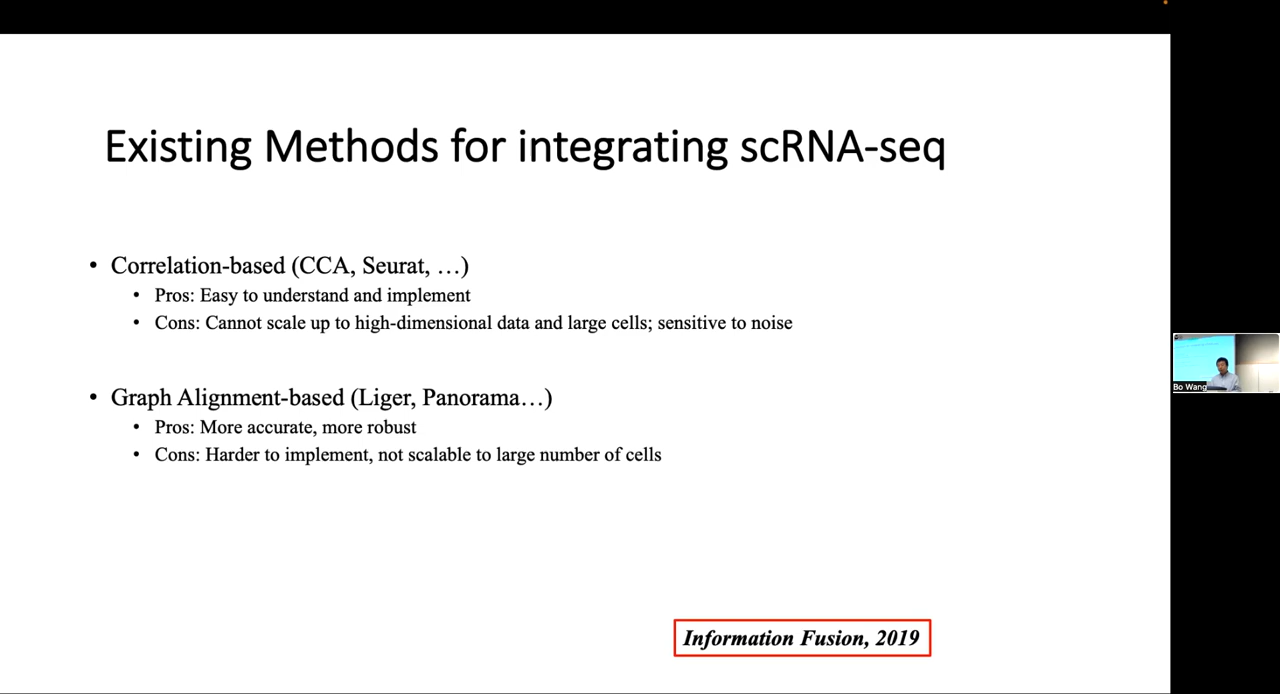 Existing Methods for integrating scRNA-seq
• Correlation-based (CCA, Seurat, …)
• Pros: Easy to understand and implement
• Cons: Cannot scale up to high-dimensional data and large cells; sensitive to noise
• Graph Alignment-based (Liger, Panorama…)
• Pros: More accurate, more robust
• Cons: Harder to implement, not scalable to large number of cells
Information Fusion, 2019
Bo Wang